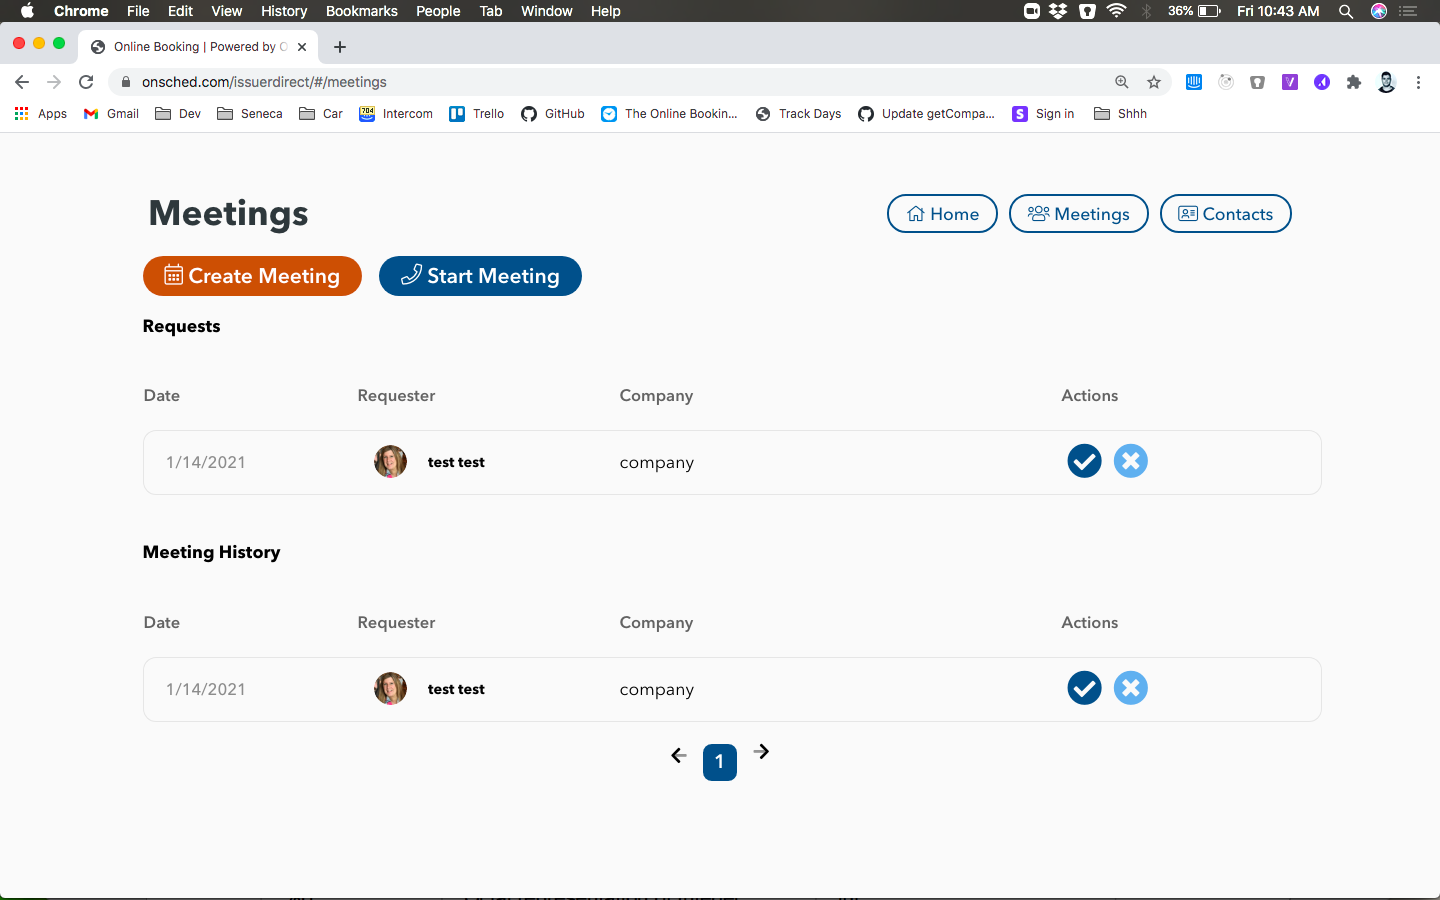 Chrome File Edit View History Bookmarks People Tab Window Help 36% Fri 10:43 AM
Online Booking | Powered by O
onsched.com/issuerdirect/#/meetings
Apps Gmail Dev Seneca Car 704 Intercom Trello GitHub The Online Bookin... Track Days Update getCompa... S Sign in Shhh
Meetings Home Meetings Contacts
Create Meeting Start Meeting
Requests
Date Requester Company Actions
1/14/2021 test test company
Meeting History
Date Requester Company Actions
1/14/2021 test test company
1